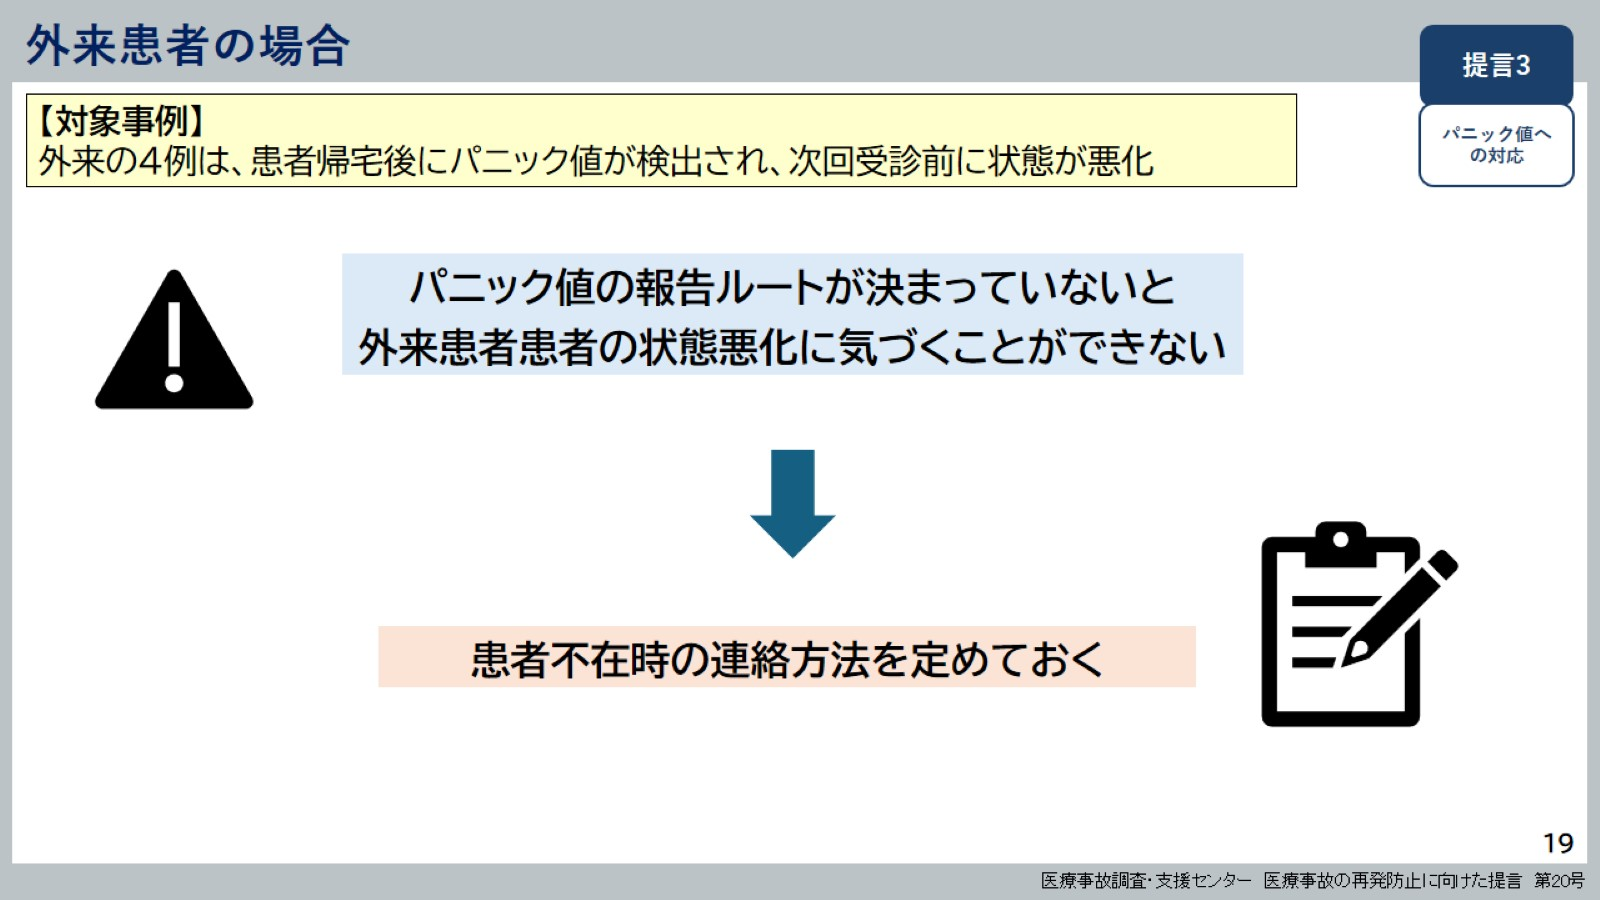 外来患者の場合
提言3
パニック値へ
の対応
【対象事例】
外来の4例は、患者帰宅後にパニック値が検出され、次回受診前に状態が悪化
パニック値の報告ルートが決まっていないと
外来患者患者の状態悪化に気づくことができない
患者不在時の連絡方法を定めておく
19
医療事故調査・支援センター　医療事故の再発防止に向けた提言　第20号